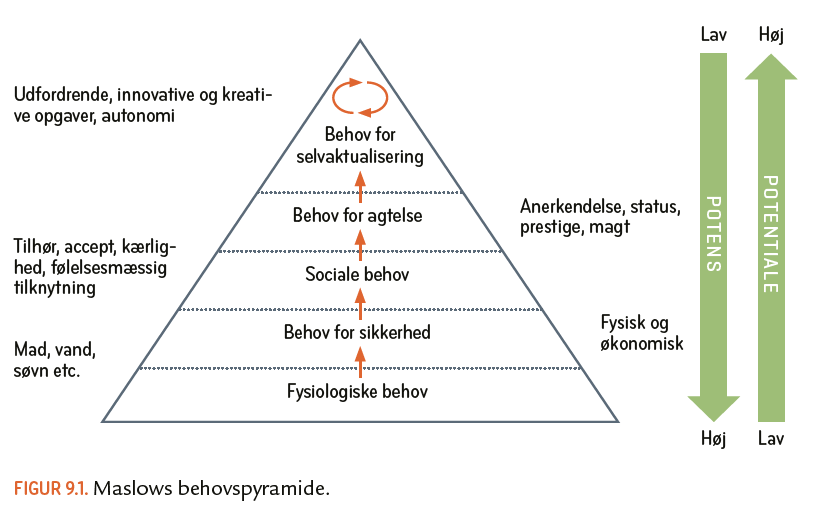 Lav
Høj
Udfordrende, innovative og kreati-
ve opgaver, autonomi
Behov for
selvaktualisering
Anerkendelse, status,
prestige, magt
Behov for agtelse
POTENS
POTENTIALE
Tilhør, accept, kærlig-
hed, følelsesmæssig
tilknytning
Sociale behov
Fysisk og
økonomisk
Behov for sikkerhed
Mad, vand,
søvn etc.
Fysiologiske behov
Høj
Lav
FIGUR 9.1. Maslows behovspyramide.